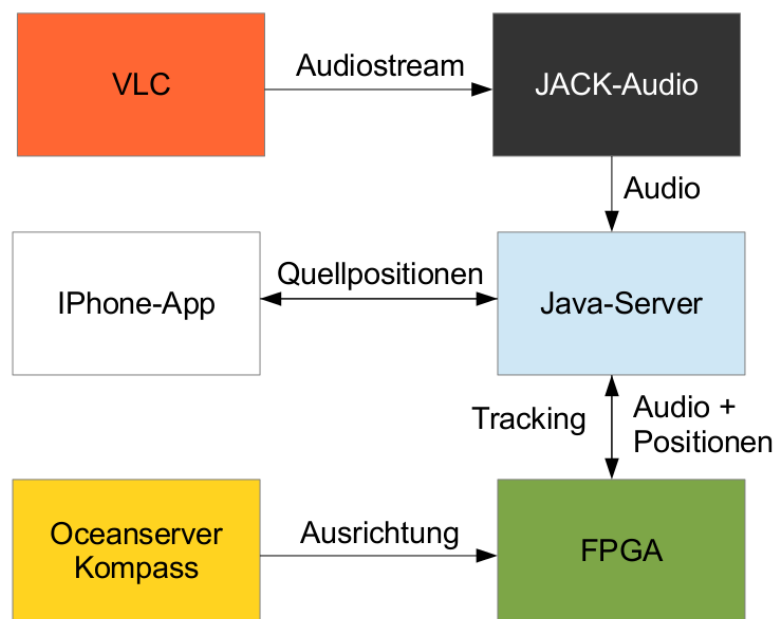 VLC
Audiostream
JACK-Audio
Audio
IPhone-App
Quellpositionen
Java-Server
Tracking
Audio +
Positionen
Oceanserver
Kompass
Ausrichtung
FPGA